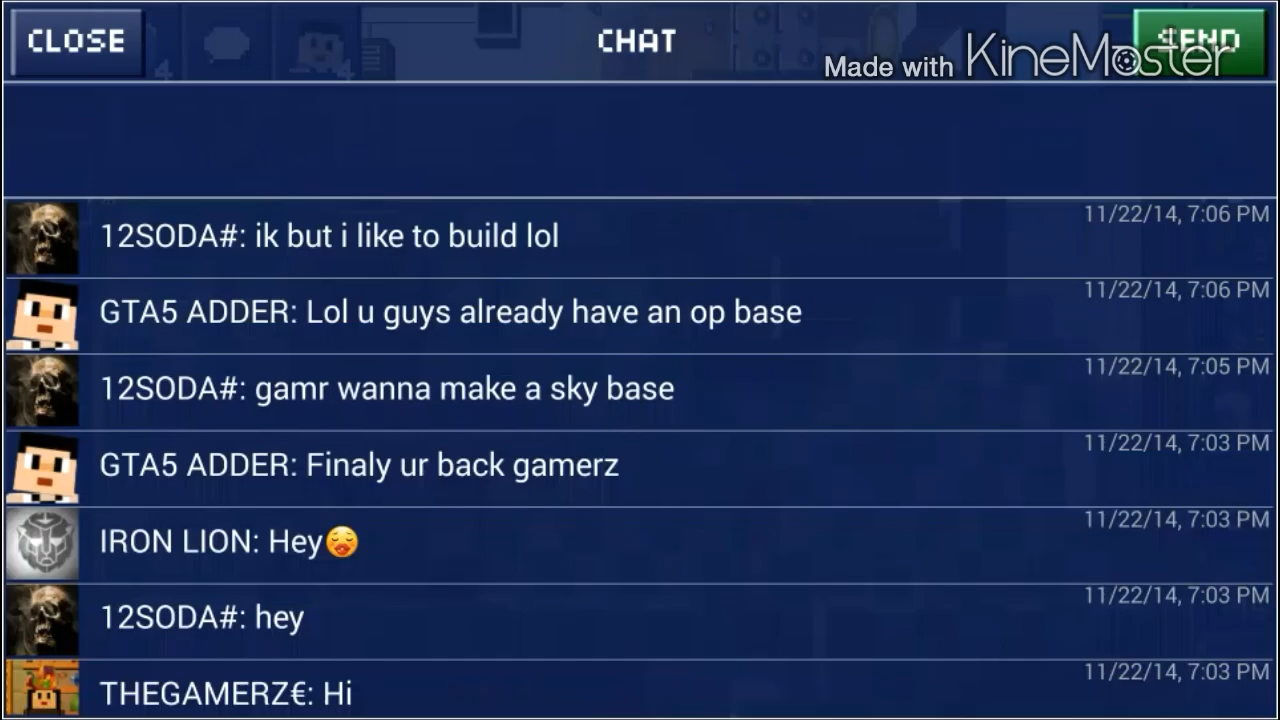 CLOSE
CHAT
SEND
Made with KineMaster
4
4
11/22/14, 7:06 PM
12SODA#: ik but i like to build lol
11/22/14, 7:06 PM
GTA5 ADDER: Lol u guys already have an op base
11/22/14, 7:05 PM
12SODA#: gamr wanna make a sky base
11/22/14, 7:03 PM
GTA5 ADDER: Finaly ur back gamerz
11/22/14, 7:03 PM
IRON LION: Hey🥵
11/22/14, 7:03 PM
12SODA#: hey
11/22/14, 7:03 PM
THEGAMERZ€: Hi